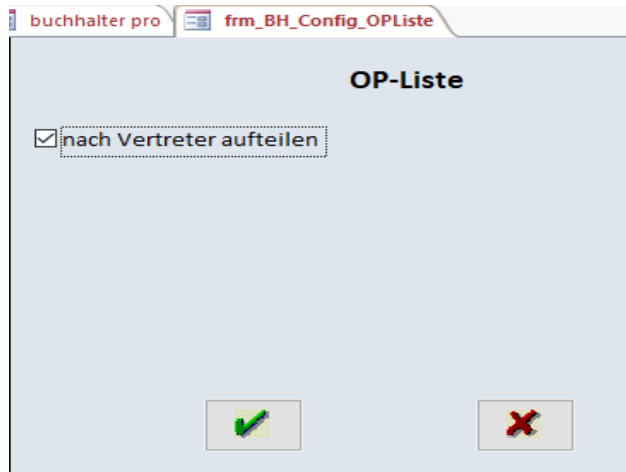 buchhalter pro frm_BH_Config_OPListe
OP-Liste
nach Vertreter aufteilen